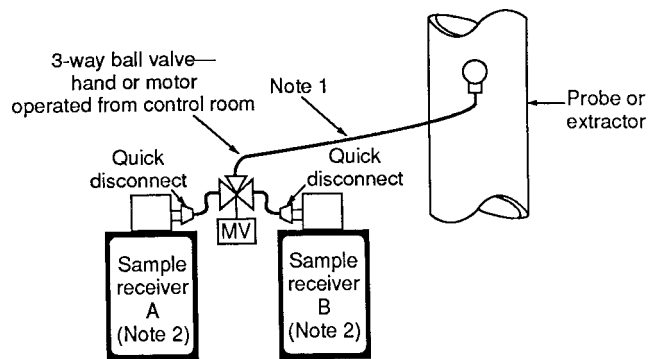 3-way ball valve—
hand or motor
operated from control room
Note 1
Probe or
extractor
Quick
disconnect
Quick
disconnect
MV
Sample
receiver
A
(Note 2)
Sample
receiver
B
(Note 2)